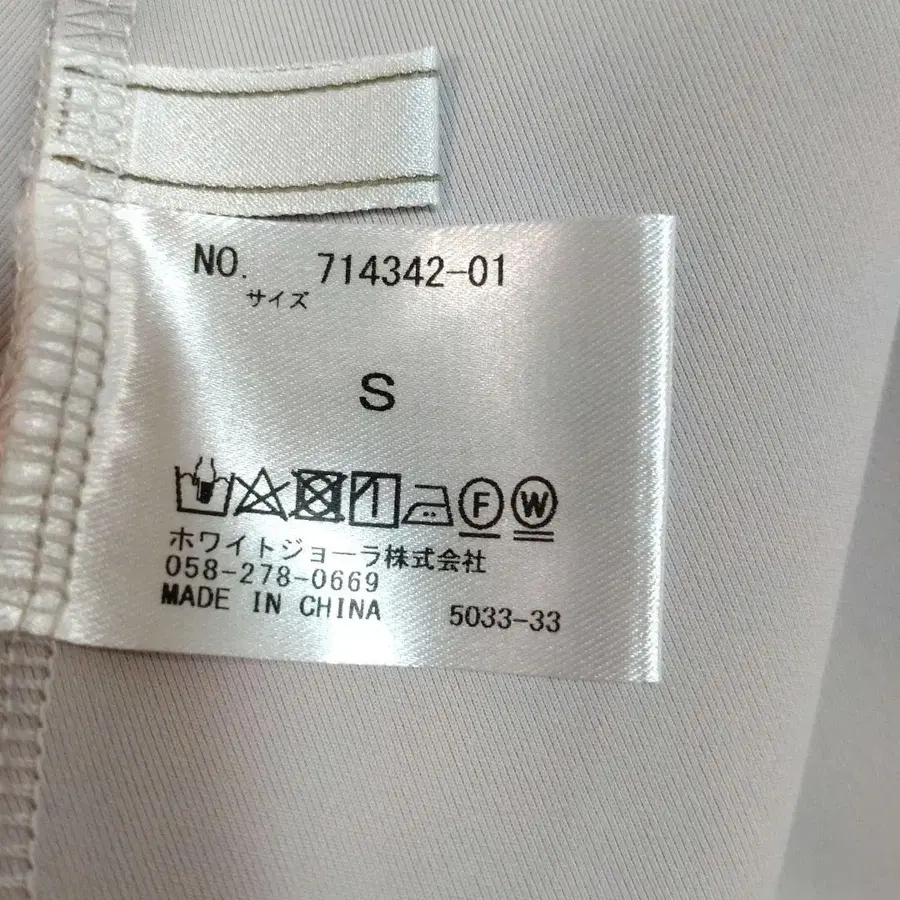 NO. 714342-01
サイズ
S
F W
ホワイトジョーラ株式会社
058-278-0669
MADE IN CHINA 5033-33